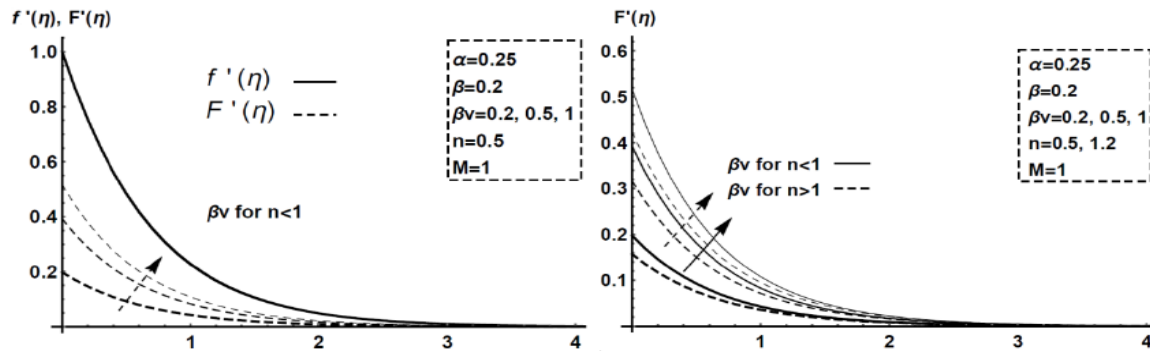 f '(η), F'(η)
1.0
0.8
0.6
0.4
0.2
1 2 3 4
f '(η)
F '(η)
βv for n<1
α=0.25
β=0.2
βv=0.2, 0.5, 1
n=0.5
M=1
F'(η)
0.6
0.5
0.4
0.3
0.2
0.1
1 2 3 4
βv for n<1
βv for n>1
α=0.25
β=0.2
βv=0.2, 0.5, 1
n=0.5, 1.2
M=1